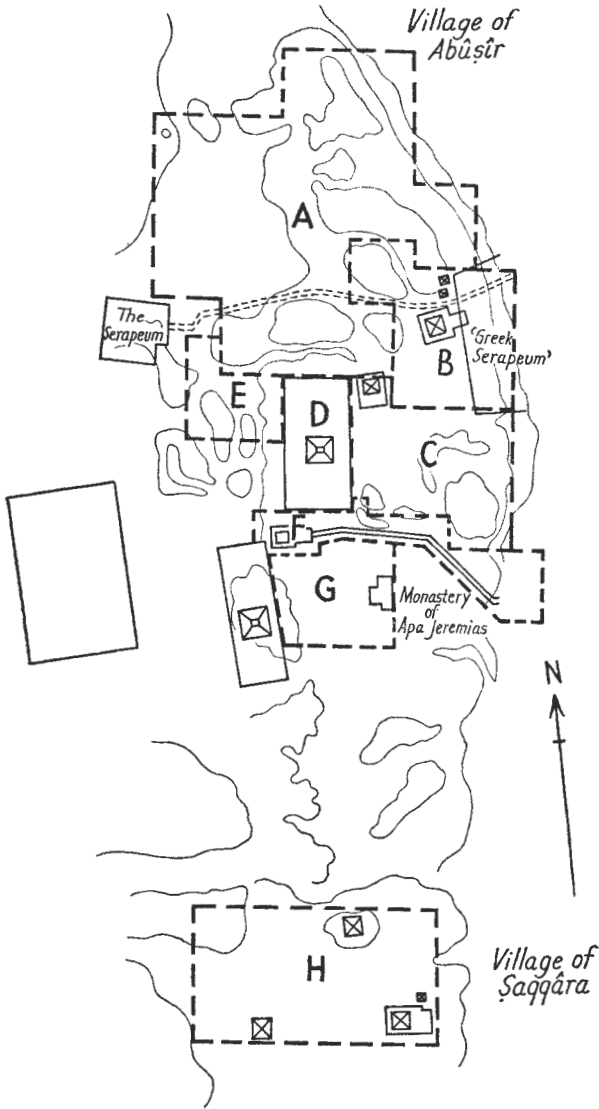 Village of
Abûṣîr
A
The
Serapeum
'Greek
Serapeum'
B
E
D
C
F
G
Monastery
of
Apa Jeremias
N
H
Village of
Ṣaqqâra